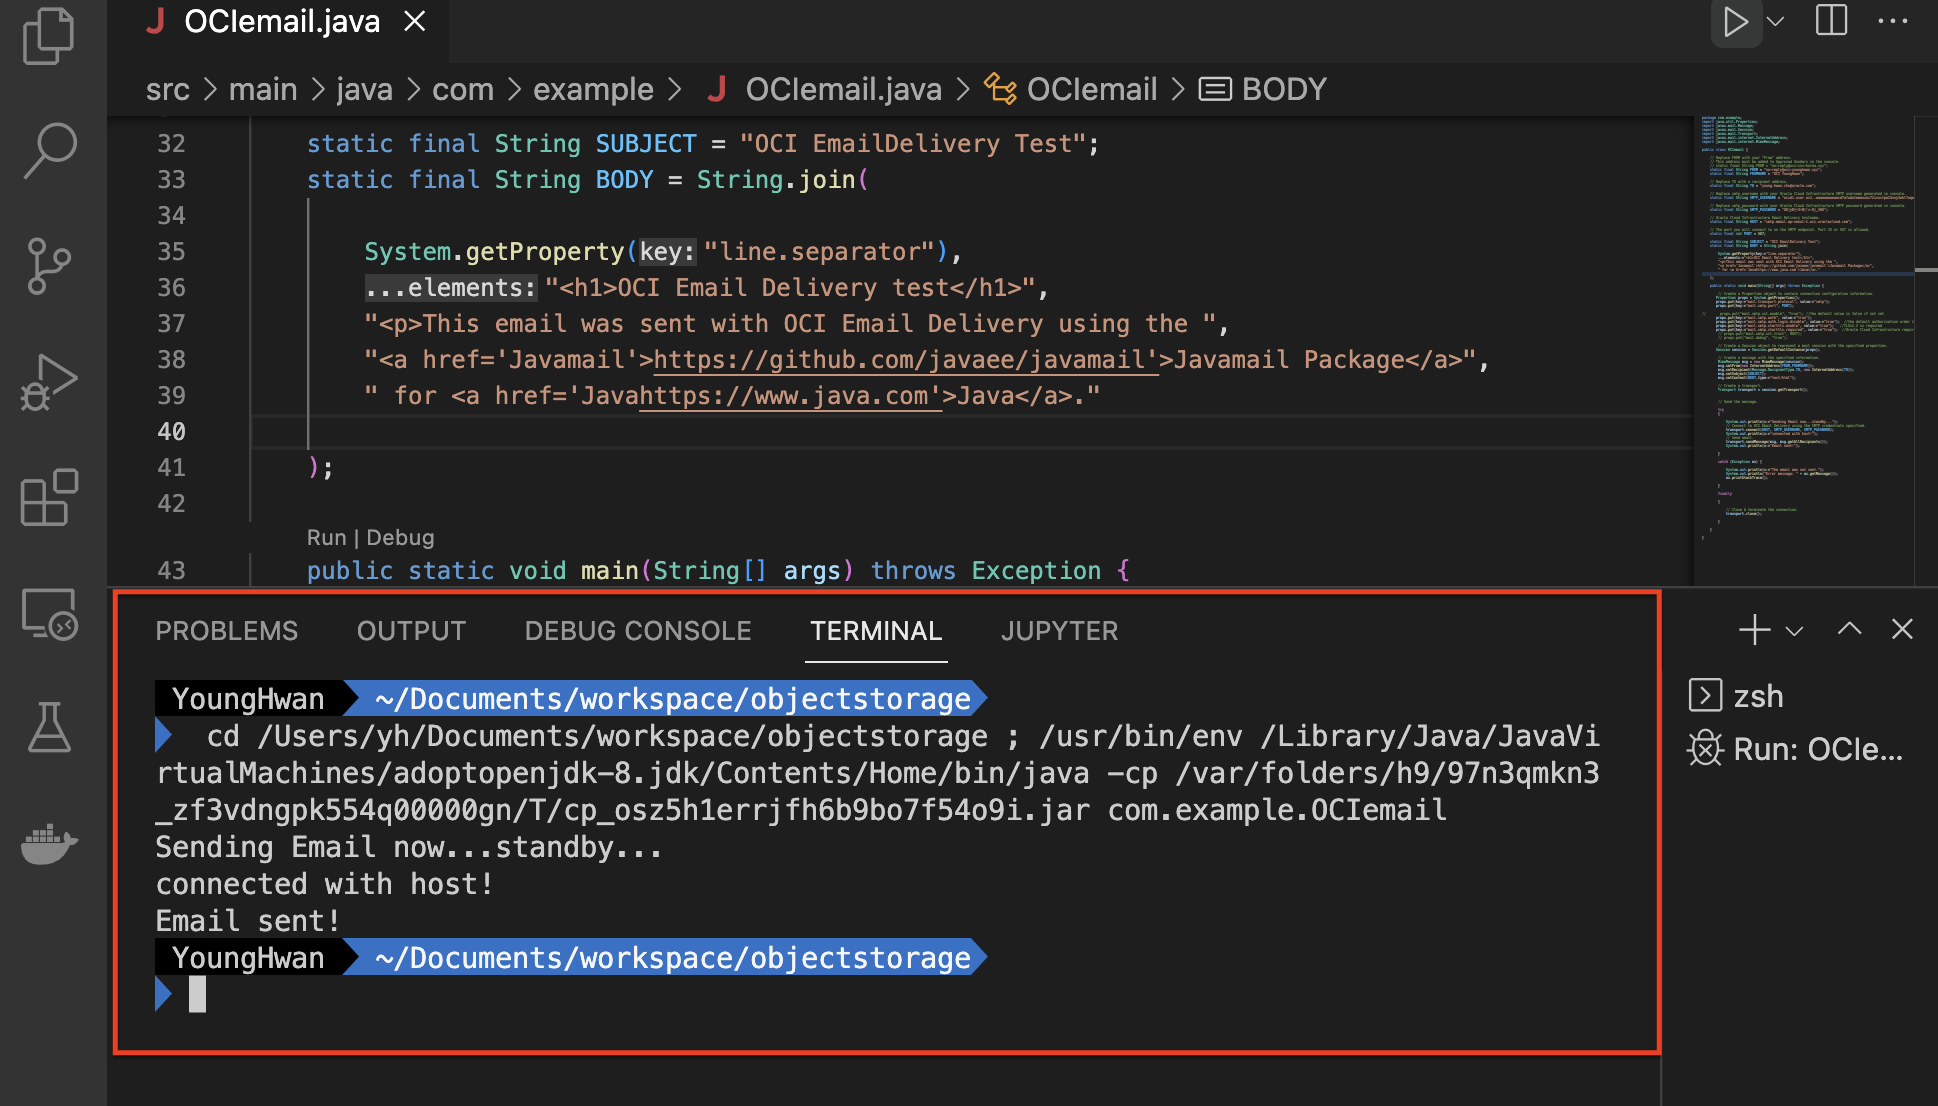 OCIemail.java
src > main > java > com > example > J OCIemail.java > OCIemail > BODY
32 static final String SUBJECT = "OCI EmailDelivery Test";
33 static final String BODY = String.join(
34
35 System.getProperty(key:"line.separator"),
36 ...elements:"<h1>OCI Email Delivery test</h1>",
37 "<p>This email was sent with OCI Email Delivery using the ",
38 "<a href='Javamail'>https://github.com/javaee/javamail'>Javamail Package</a>",
39 " for <a href='Javahttps://www.java.com'>Java</a>."
40
41 );
42
Run | Debug
43 public static void main(String[] args) throws Exception {
PROBLEMS OUTPUT DEBUG CONSOLE TERMINAL JUPYTER
YoungHwan ~/Documents/workspace/objectstorage
cd /Users/yh/Documents/workspace/objectstorage ; /usr/bin/env /Library/Java/JavaVi
rtualMachines/adoptopenjdk-8.jdk/Contents/Home/bin/java -cp /var/folders/h9/97n3qmkn3
_zf3vdngpk554q00000gn/T/cp_osz5h1errjfh6b9bo7f54o9i.jar com.example.OCIemail
Sending Email now...standby...
connected with host!
Email sent!
YoungHwan ~/Documents/workspace/objectstorage
zsh
Run: OCIe...